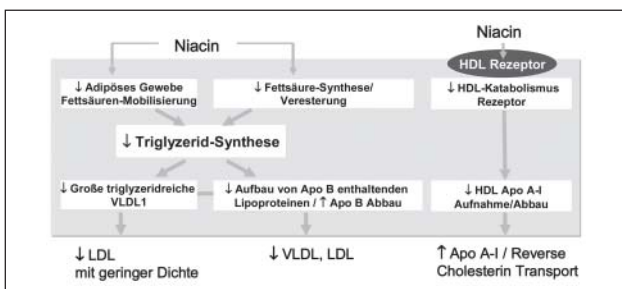 Niacin
Niacin
HDL Rezeptor
↓ Adipöses Gewebe
Fettsäuren-Mobilisierung
↓ Fettsäure-Synthese/
Veresterung
↓ HDL-Katabolismus
Rezeptor
↓ Triglyzerid-Synthese
↓ Große triglyzeridreiche
VLDL1
↓ Aufbau von Apo B enthaltenden
Lipoproteinen / ↑ Apo B Abbau
↓ HDL Apo A-I
Aufnahme/Abbau
↓ LDL
mit geringer Dichte
↓ VLDL, LDL
↑ Apo A-I / Reverse
Cholesterin Transport